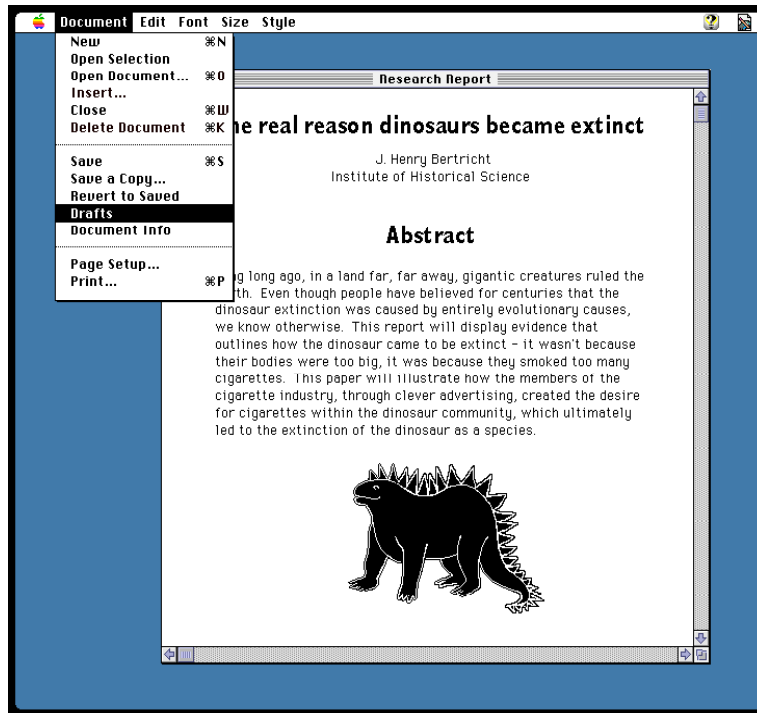 Document Edit Font Size Style
New ⌘N
Open Selection
Open Document... ⌘O
Insert...
Close ⌘W
Delete Document ⌘K
Save ⌘S
Save a Copy...
Revert to Saved
Drafts
Document Info
Page Setup...
Print... ⌘P
Research Report
he real reason dinosaurs became extinct
J. Henry Bertricht
Institute of Historical Science
Abstract
long ago, in a land far, far away, gigantic creatures ruled the
Even though people have believed for centuries that the
dinosaur extinction was caused by entirely evolutionary causes,
we know otherwise. This report will display evidence that
outlines how the dinosaur came to be extinct - it wasn't because
their bodies were too big, it was because they smoked too many
cigarettes. This paper will illustrate how the members of the
cigarette industry, through clever advertising, created the desire
for cigarettes within the dinosaur community, which ultimately
led to the extinction of the dinosaur as a species.